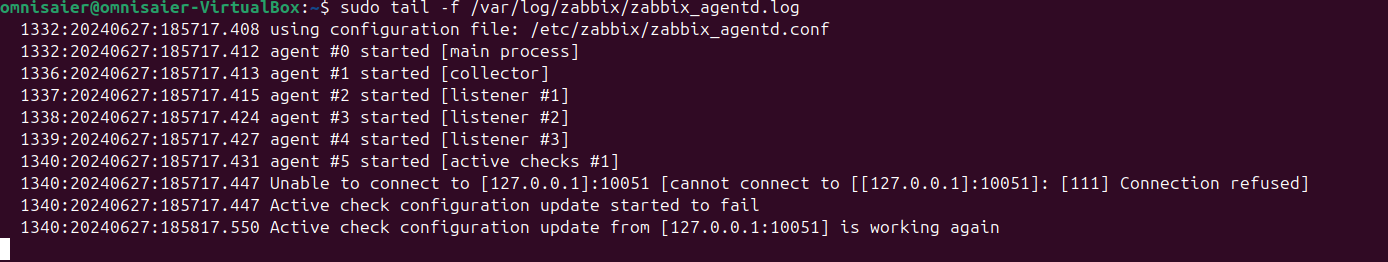 omnisaier@omnisaier-VirtualBox:~$ sudo tail -f /var/log/zabbix/zabbix_agentd.log
1332:20240627:185717.408 using configuration file: /etc/zabbix/zabbix_agentd.conf
1332:20240627:185717.412 agent #0 started [main process]
1336:20240627:185717.413 agent #1 started [collector]
1337:20240627:185717.415 agent #2 started [listener #1]
1338:20240627:185717.424 agent #3 started [listener #2]
1339:20240627:185717.427 agent #4 started [listener #3]
1340:20240627:185717.431 agent #5 started [active checks #1]
1340:20240627:185717.447 Unable to connect to [127.0.0.1]:10051 [cannot connect to [[127.0.0.1]:10051]: [111] Connection refused]
1340:20240627:185717.447 Active check configuration update started to fail
1340:20240627:185817.550 Active check configuration update from [127.0.0.1:10051] is working again